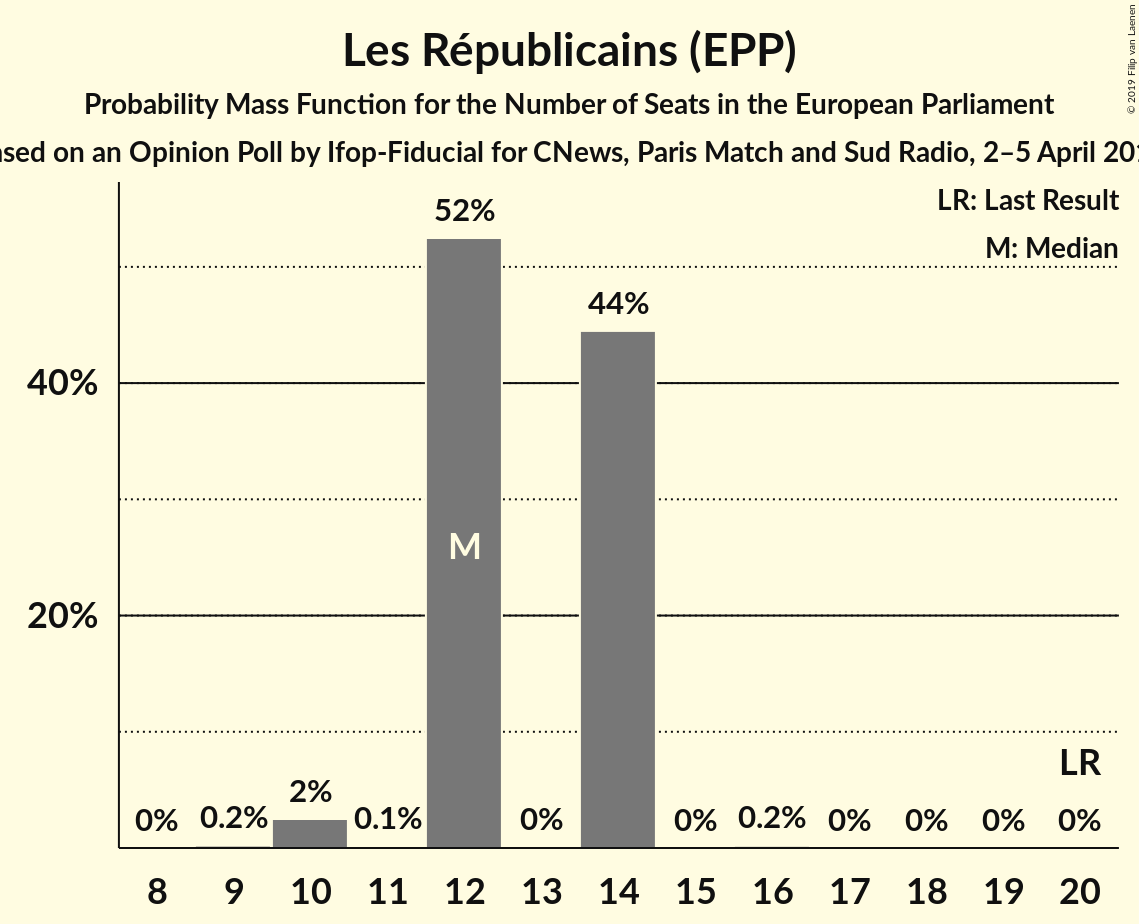 Les Républicains (EPP)
Probability Mass Function for the Number of Seats in the European Parliament
on an Opinion Poll by Ifop-Fiducial for CNews, Paris Match and Sud Radio, 2–5 April
© 2019 Filip van Laenen
LR: Last Result
M: Median
52%
44%
40%
M
20%
LR
2%
0% 0.2% 0.1% 0% 0% 0.2% 0% 0% 0% 0%
8 9 10 11 12 13 14 15 16 17 18 19 20